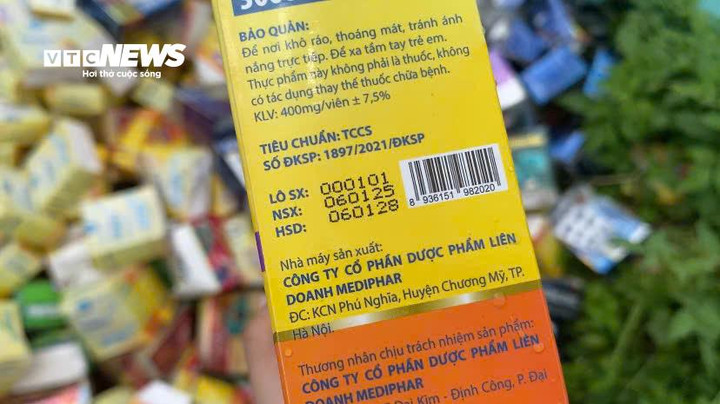 VTC NEWS
Hơi thở cuộc sống
BẢO QUẢN:
Để nơi khô ráo, thoáng mát, tránh ánh
nắng trực tiếp. Để xa tầm tay trẻ em.
Thực phẩm này không phải là thuốc, không
có tác dụng thay thế thuốc chữa bệnh.
KLV: 400mg/viên ± 7,5%
TIÊU CHUẨN: TCCS
SỐ ĐKSP: 1897/2021/ĐKSP
LÔ SX: 000101
NSX: 060125
HSD: 060128
8 936151 982020
Nhà máy sản xuất:
CÔNG TY CỔ PHẦN DƯỢC PHẨM LIÊN
DOANH MEDIPHAR
ĐC: KCN Phú Nghĩa, Huyện Chương Mỹ, TP.
Hà Nội.
Thương nhân chịu trách nhiệm sản phẩm:
CÔNG TY CỔ PHẦN DƯỢC PHẨM LIÊN
DOANH MEDIPHAR
Đại Kim - Định Công, P. Đại